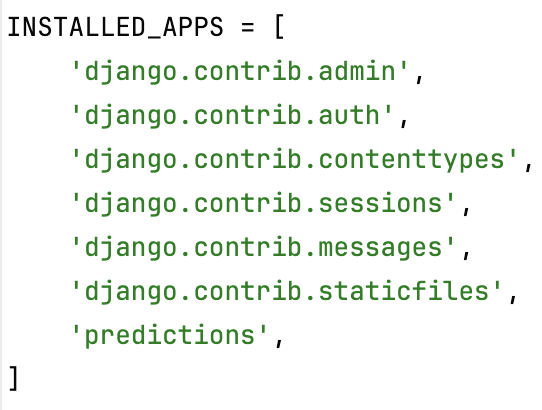 INSTALLED_APPS = [
    'django.contrib.admin',
    'django.contrib.auth',
    'django.contrib.contenttypes',
    'django.contrib.sessions',
    'django.contrib.messages',
    'django.contrib.staticfiles',
    'predictions',
]